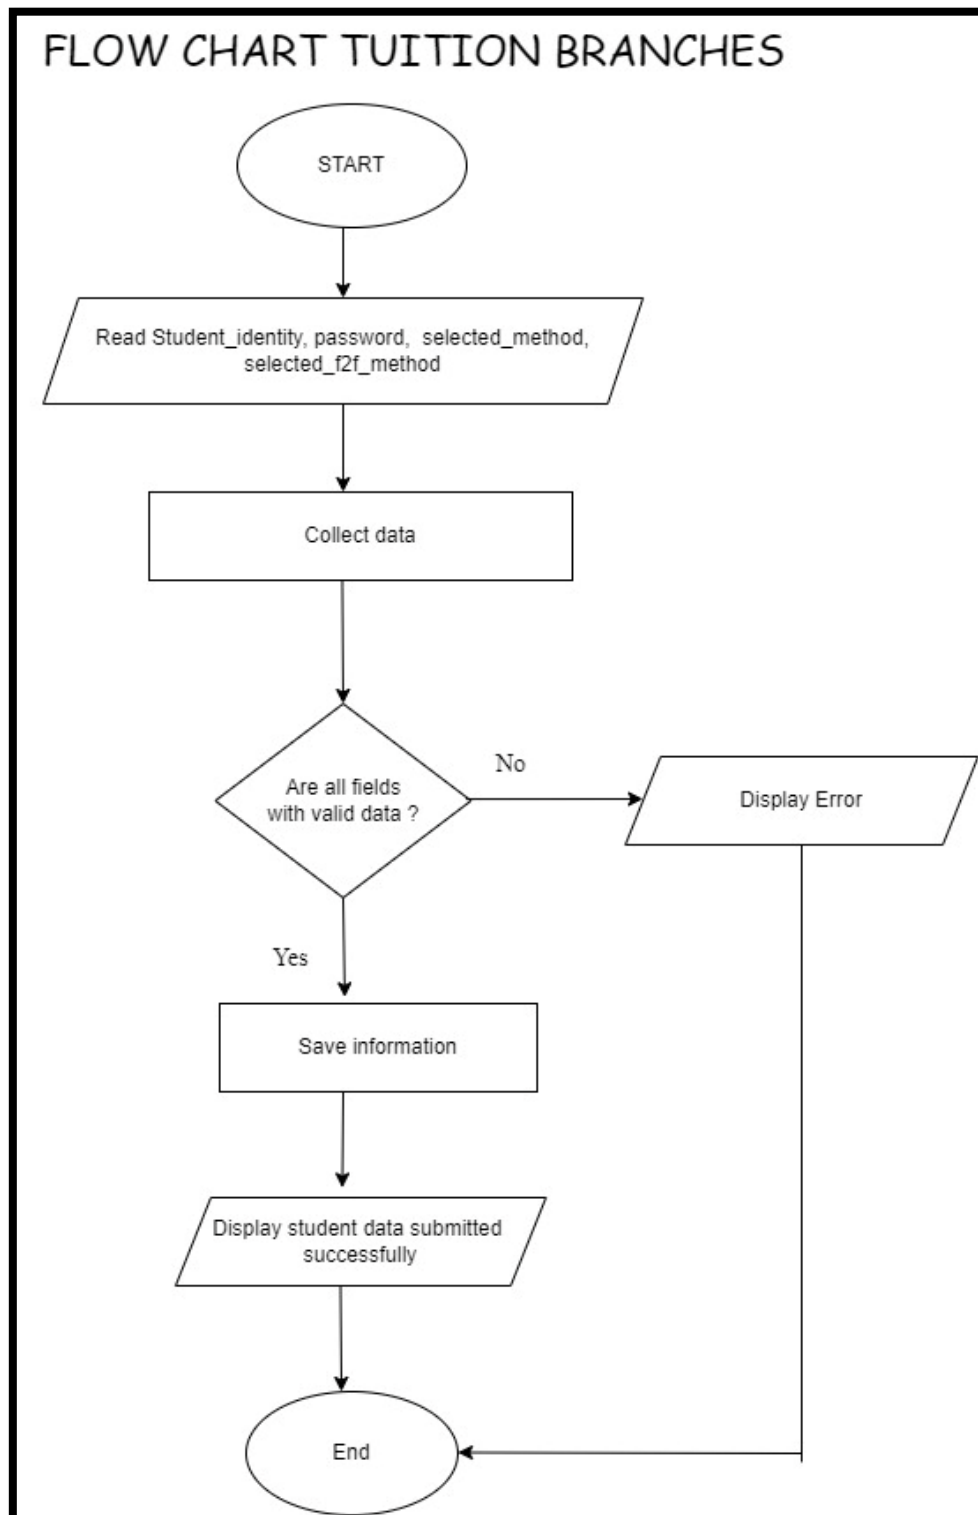 FLOW CHART TUITION BRANCHES
START
Read Student_identity, password, selected_method,
selected_f2f_method
Collect data
Are all fields
with valid data ?
No
Display Error
Yes
Save information
Display student data submitted
successfully
End